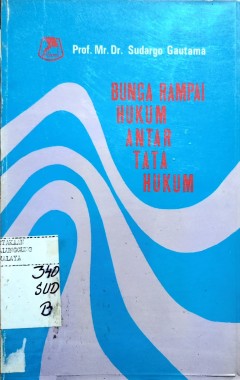 Prof. Mr. Dr. Sudargo Gautama
BUNGA RAMPAI
HUKUM
ANTAR
TATA
HUKUM
340
SUD
B